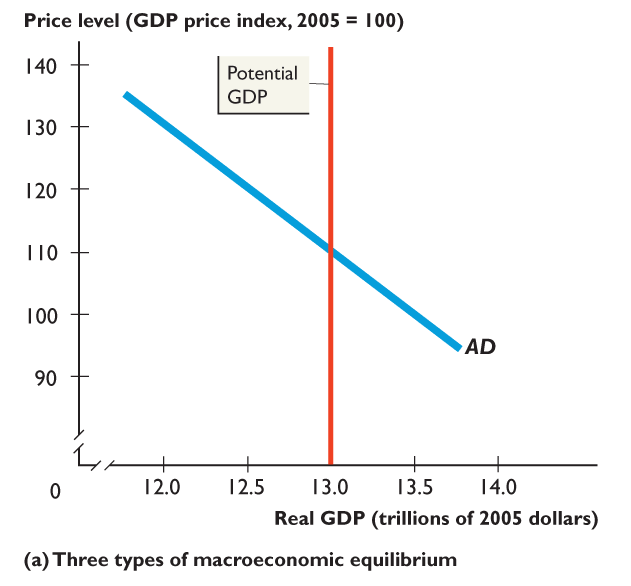 Price level (GDP price index, 2005 = 100)
140
Potential
GDP
130
120
110
100
AD
90
0
12.0 12.5 13.0 13.5 14.0
Real GDP (trillions of 2005 dollars)
(a) Three types of macroeconomic equilibrium